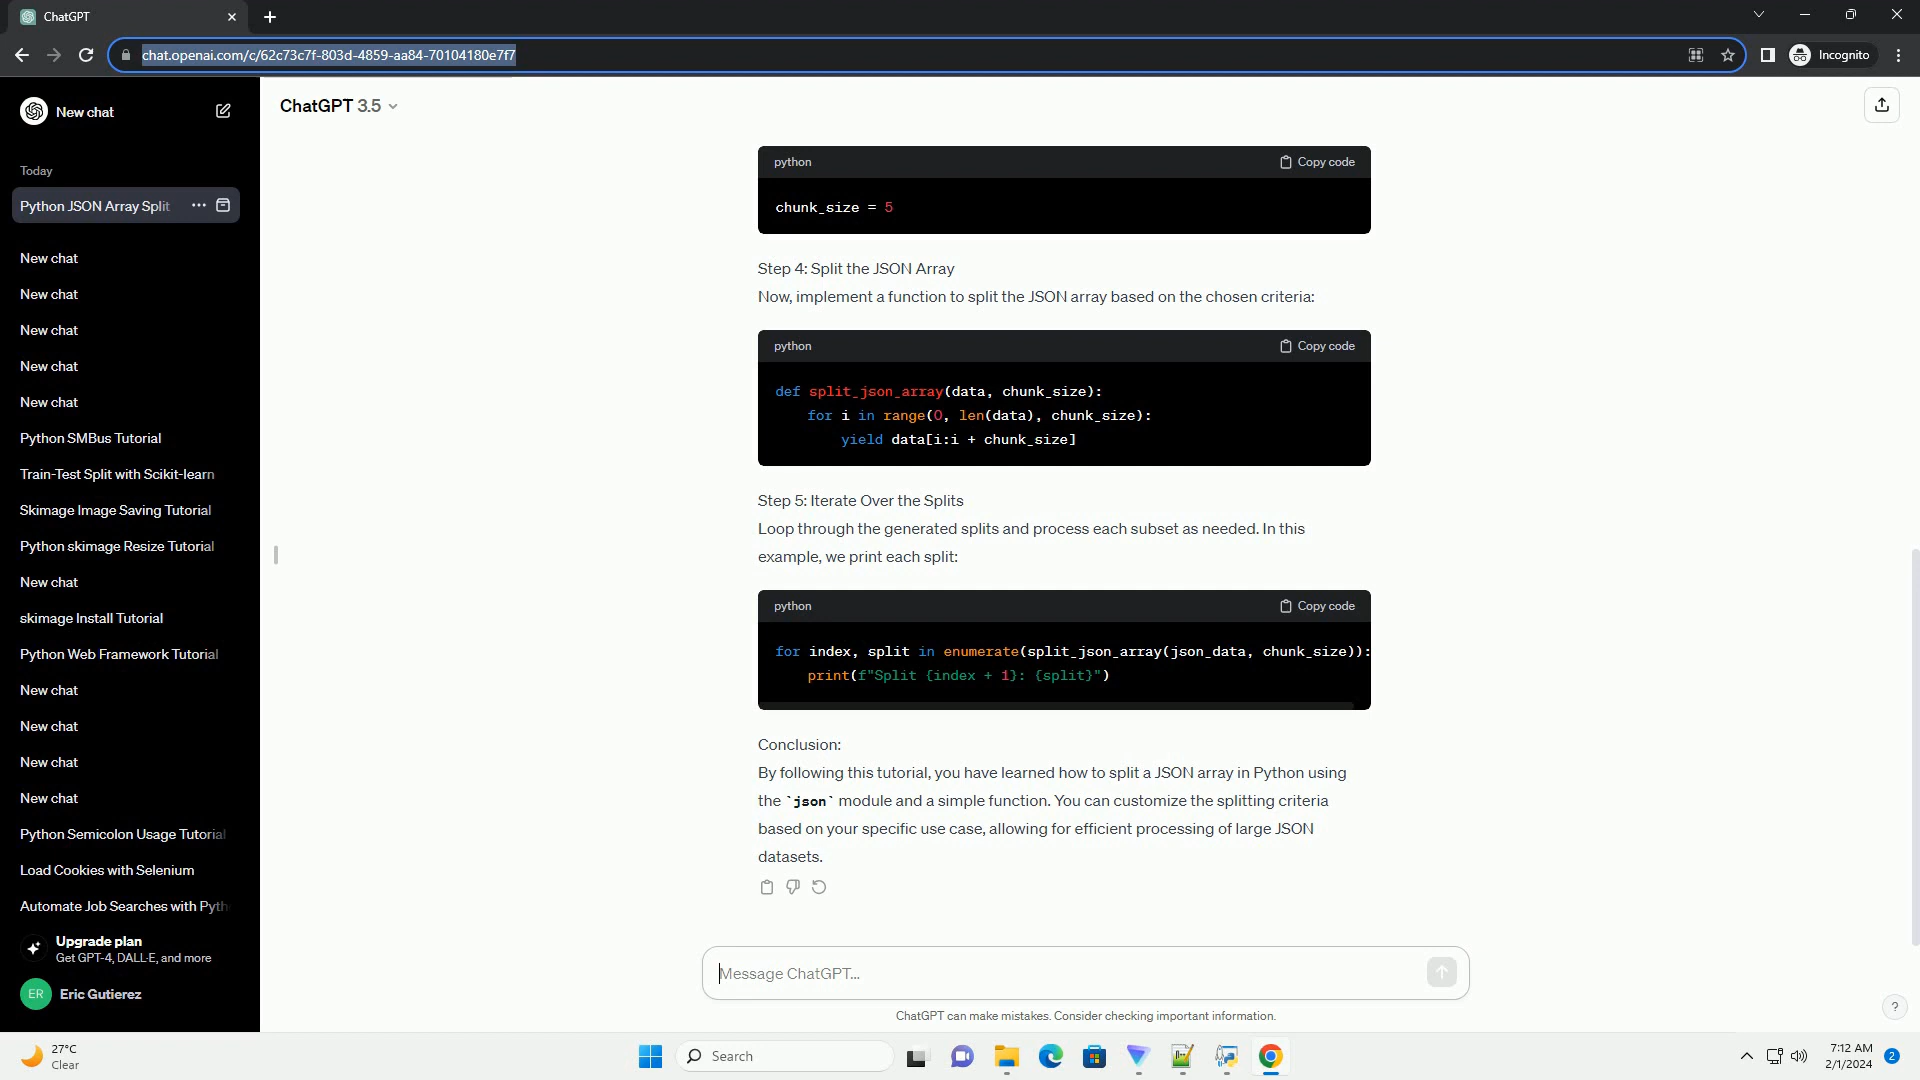 ChatGPT
chat.openai.com/c/62c73c7f-803d-4859-aa84-70104180e7f7
Incognito
New chat
ChatGPT 3.5
Today
Python JSON Array Split
New chat
New chat
New chat
New chat
New chat
Python SMBus Tutorial
Train-Test Split with Scikit-learn
Skimage Image Saving Tutorial
Python skimage Resize Tutorial
New chat
skimage Install Tutorial
Python Web Framework Tutorial
New chat
New chat
New chat
New chat
Python Semicolon Usage Tutorial
Load Cookies with Selenium
Automate Job Searches with Pyth
Upgrade plan
Get GPT-4, DALL·E, and more
ER
Eric Gutierez
python
Copy code
chunk_size = 5
Step 4: Split the JSON Array
Now, implement a function to split the JSON array based on the chosen criteria:
python
Copy code
def split_json_array(data, chunk_size):
    for i in range(0, len(data), chunk_size):
        yield data[i:i + chunk_size]
Step 5: Iterate Over the Splits
Loop through the generated splits and process each subset as needed. In this
example, we print each split:
python
Copy code
for index, split in enumerate(split_json_array(json_data, chunk_size)):
    print(f"Split {index + 1}: {split}")
Conclusion:
By following this tutorial, you have learned how to split a JSON array in Python using
the `json` module and a simple function. You can customize the splitting criteria
based on your specific use case, allowing for efficient processing of large JSON
datasets.
Message ChatGPT...
ChatGPT can make mistakes. Consider checking important information.
?
27°C
Clear
Search
7:12 AM
2/1/2024
2